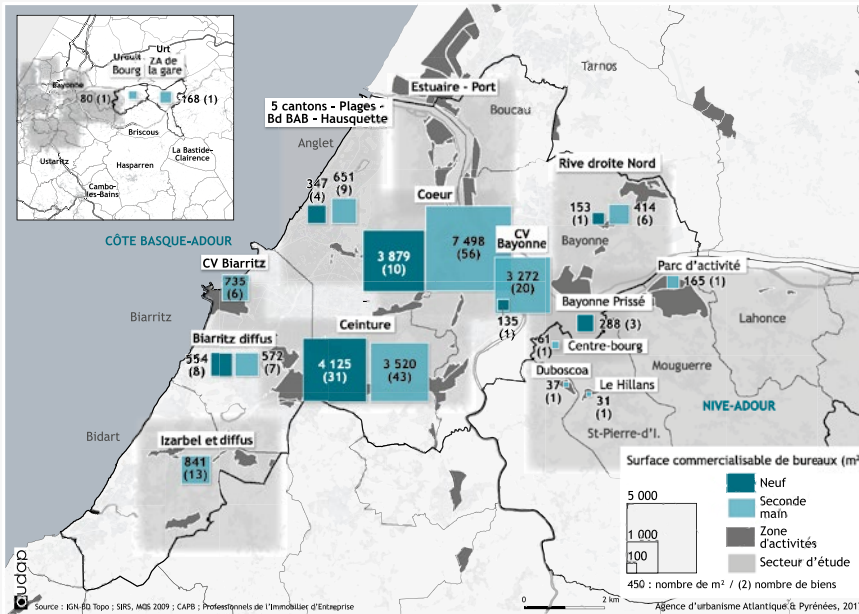 Urt
Urcuit
Bourg
ZA de
la gare
Bayonne
80 (1)
168 (1)
Briscous
La Bastide-
Clairence
Ustaritz
Hasparren
Cambo-
les-Bains
Tarnos
Estuaire - Port
5 cantons - Plages -
Bd BAB - Hausquette
Boucau
Anglet
Rive droite Nord
347
(4)
651
(9)
Coeur
153
(1)
414
(6)
CÔTE BASQUE-ADOUR
3 879
(10)
7 498
(56)
CV
Bayonne
Bayonne
CV Biarritz
735
(6)
3 272
(20)
Parc d'activité
165 (1)
Biarritz
135
(1)
Bayonne Prissé
288 (3)
Lahonce
Biarritz diffus
Ceinture
554
(8)
572
(7)
4 125
(31)
3 520
(43)
61
(1)
Centre-bourg
Mouguerre
Duboscoa
37
(1)
Le Hillans
31
(1)
NIVE-ADOUR
Bidart
Izarbel et diffus
St-Pierre-d'I.
841
(13)
Surface commercialisable de bureaux (m²
5 000
1 000
100
Neuf
Seconde
main
Zone
d'activités
Secteur d'étude
450 : nombre de m² / (2) nombre de biens
audap
0 2 km
Source : IGN-BD Topo ; SIRS, MOS 2009 ; CAPB ; Professionnels de l'Immobilier d'Entreprise
Agence d'urbanisme Atlantique & Pyrénées, 201